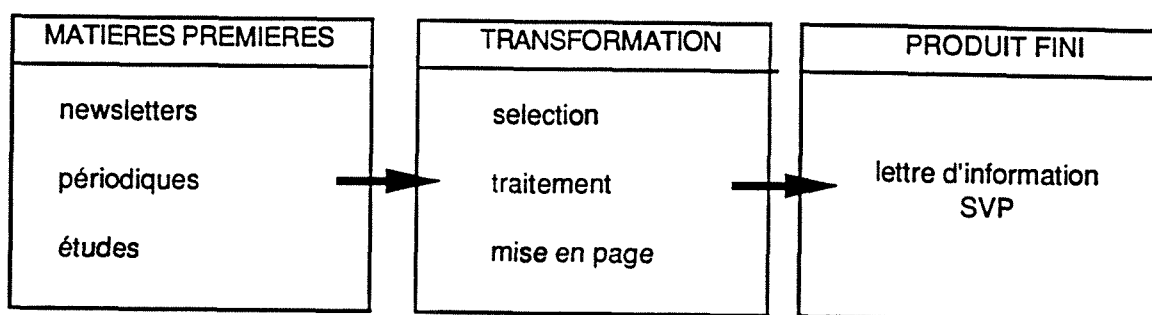 MATIERES PREMIERES
newsletters
périodiques
études
TRANSFORMATION
selection
traitement
mise en page
PRODUIT FINI
lettre d'information
SVP